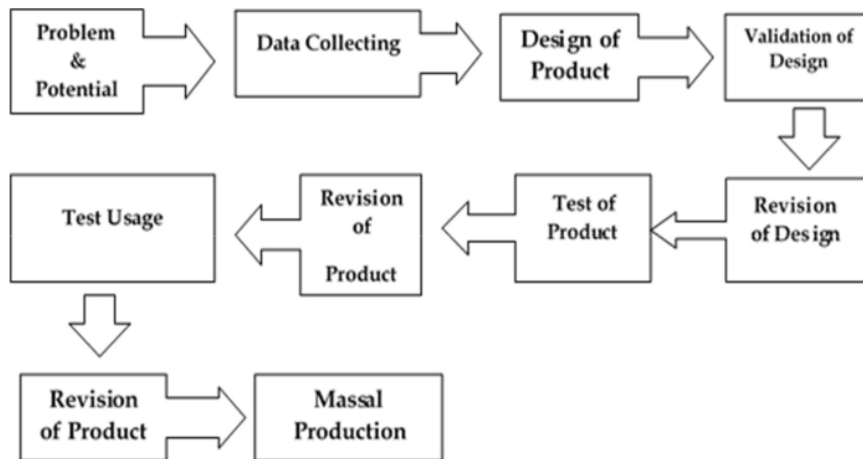 Problem
&
Potential
Data Collecting
Design of
Product
Validation of
Design
Revision
of Design
Test of
Product
Revision
of
Product
Test Usage
Revision
of Product
Massal
Production